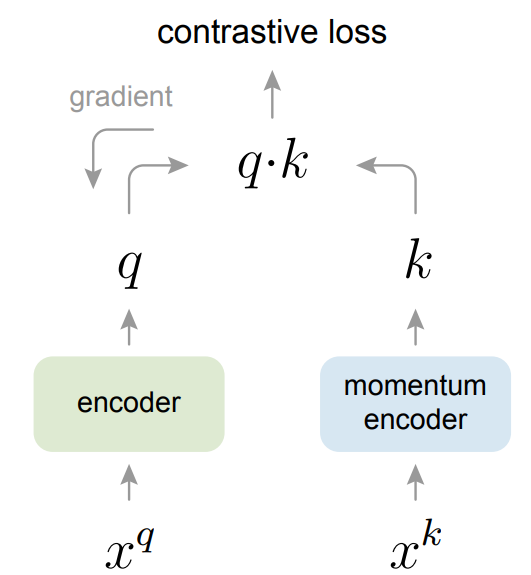 contrastive loss
gradient
q·k
q
k
encoder
momentum
encoder
x^q
x^k